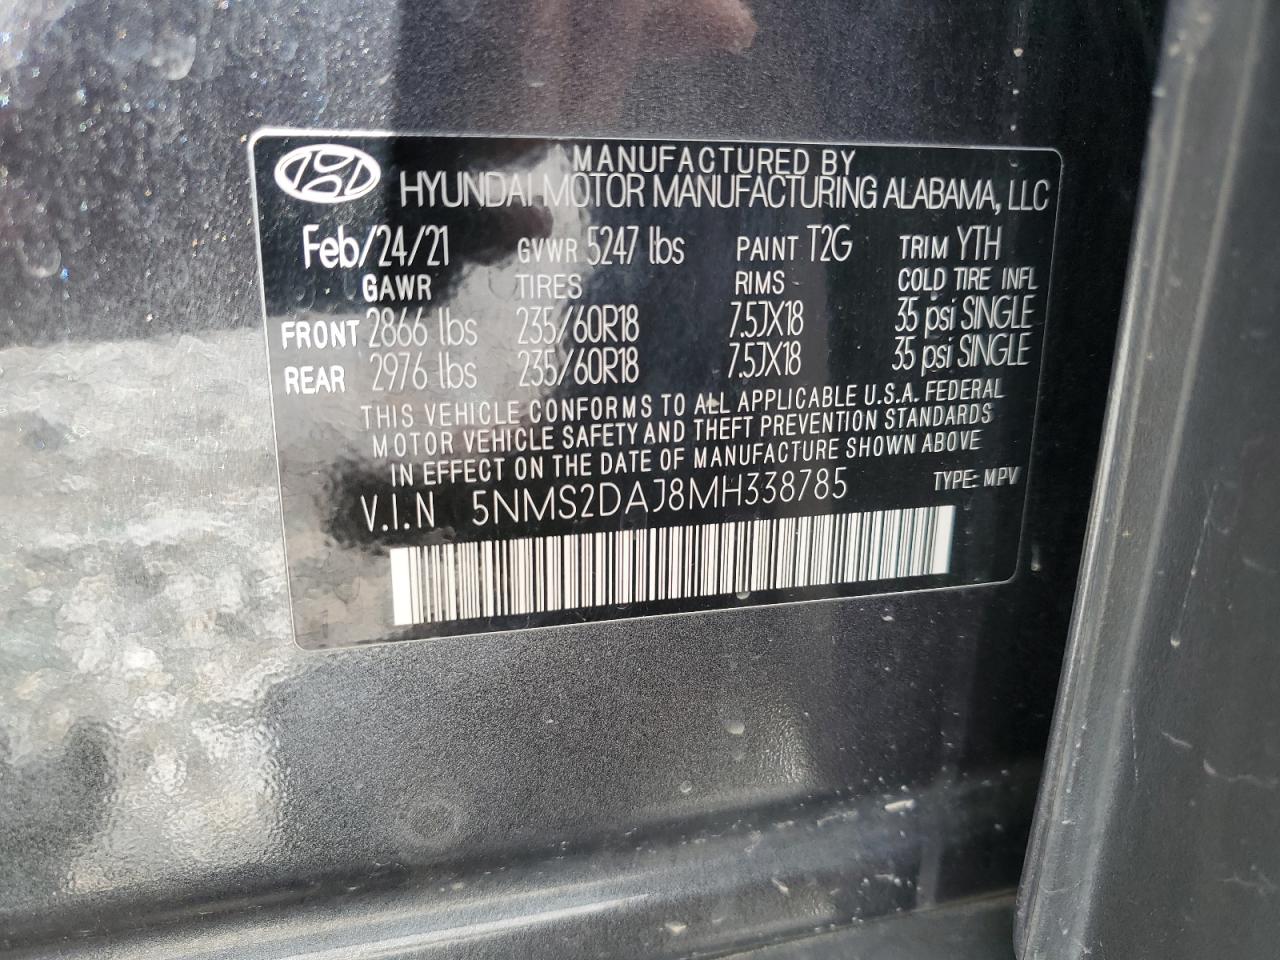 MANUFACTURED BY
HYUNDAI MOTOR MANUFACTURING ALABAMA, LLC
Feb/24/21 GVWR 5247 lbs PAINT T2G TRIM YTH
GAWR TIRES RIMS COLD TIRE INFL
FRONT 2866 lbs 235/60R18 7.5JX18 35 psi SINGLE
REAR 2976 lbs 235/60R18 7.5JX18 35 psi SINGLE
THIS VEHICLE CONFORMS TO ALL APPLICABLE U.S.A. FEDERAL
MOTOR VEHICLE SAFETY AND THEFT PREVENTION STANDARDS
IN EFFECT ON THE DATE OF MANUFACTURE SHOWN ABOVE
V.I.N 5NMS2DAJ8MH338785 TYPE: MPV